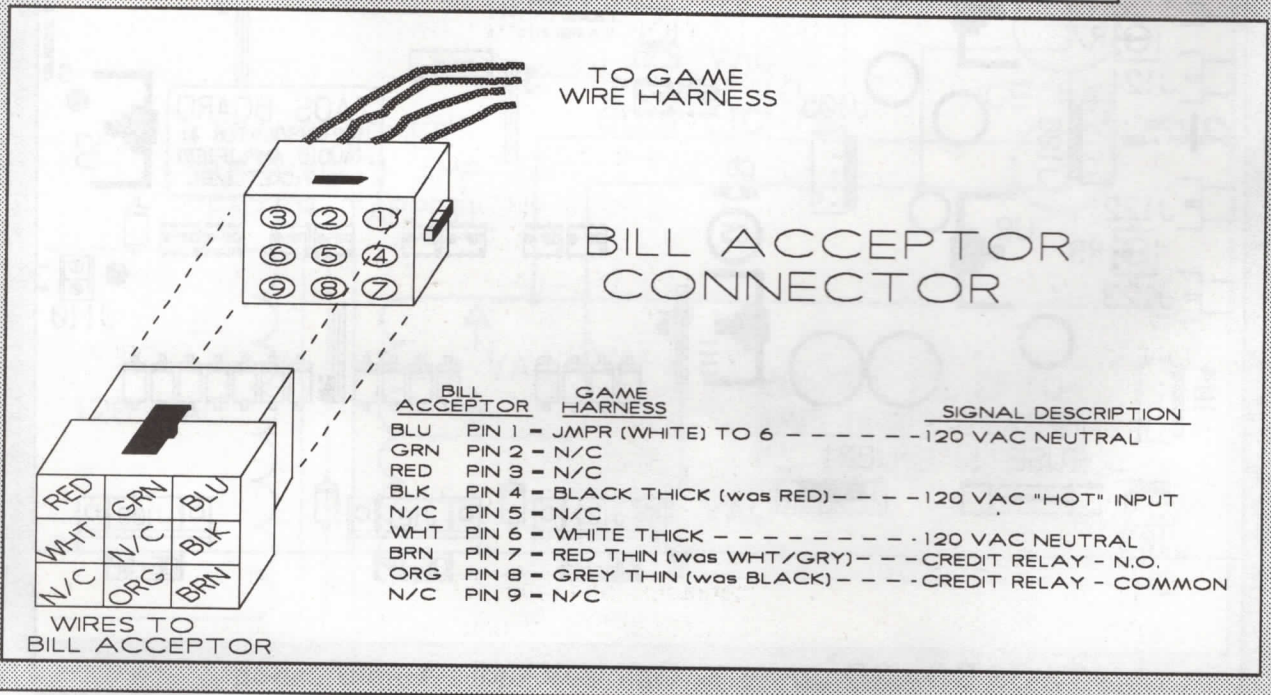 TO GAME
WIRE HARNESS
3 2 1
6 5 4
9 8 7
BILL ACCEPTOR
CONNECTOR
RED GRN BLU
WHT N/C BLK
N/C ORG BRN
WIRES TO
BILL ACCEPTOR
BILL ACCEPTOR GAME HARNESS SIGNAL DESCRIPTION
BLU PIN 1 - JMPR (WHITE) TO 6 - - - - - - - - 120 VAC NEUTRAL
GRN PIN 2 - N/C
RED PIN 3 - N/C
BLK PIN 4 - BLACK THICK (was RED) - - - - - 120 VAC "HOT" INPUT
N/C PIN 5 - N/C
WHT PIN 6 - WHITE THICK - - - - - - - - - - - 120 VAC NEUTRAL
BRN PIN 7 - RED THIN (was WHT/GRY) - - - - CREDIT RELAY - N.O.
ORG PIN 8 - GREY THIN (was BLACK) - - - - - CREDIT RELAY - COMMON
N/C PIN 9 - N/C